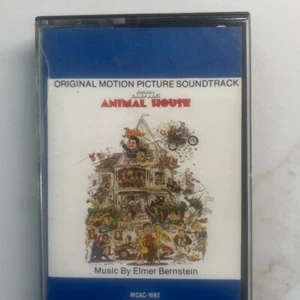 ORIGINAL MOTION PICTURE SOUNDTRACK
ANIMAL HOUSE
Music By Elmer Bernstein
MCAC-1692